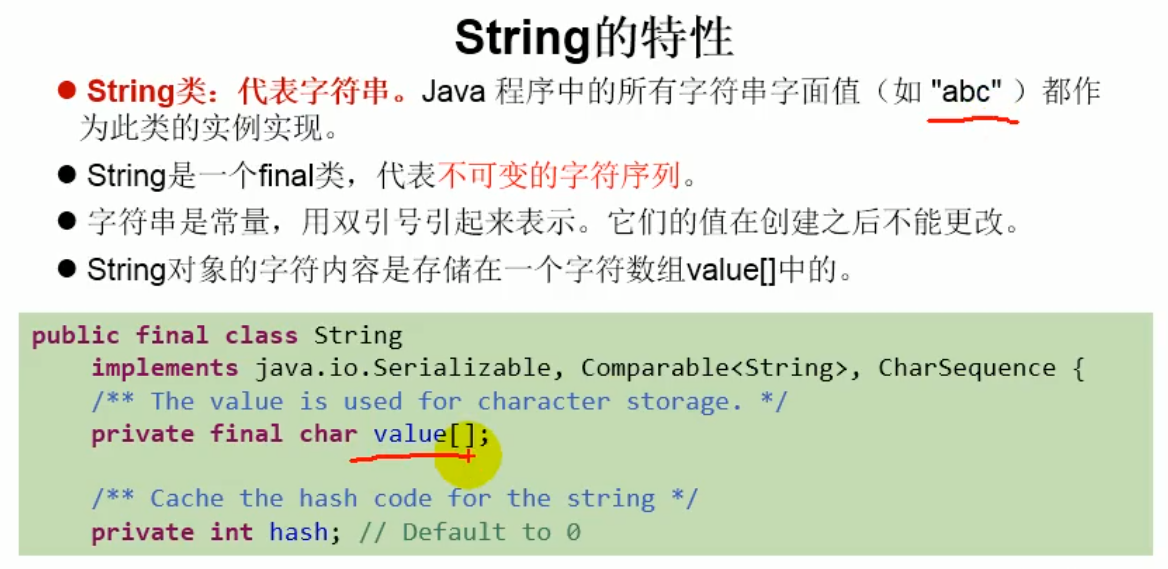 String的特性
● String类：代表字符串。Java 程序中的所有字符串字面值（如 "abc" ）都作
为此类的实例实现。
● String是一个final类，代表不可变的字符序列。
● 字符串是常量，用双引号引起来表示。它们的值在创建之后不能更改。
● String对象的字符内容是存储在一个字符数组value[]中的。
public final class String
    implements java.io.Serializable, Comparable<String>, CharSequence {
    /** The value is used for character storage. */
    private final char value[];
    /** Cache the hash code for the string */
    private int hash; // Default to 0